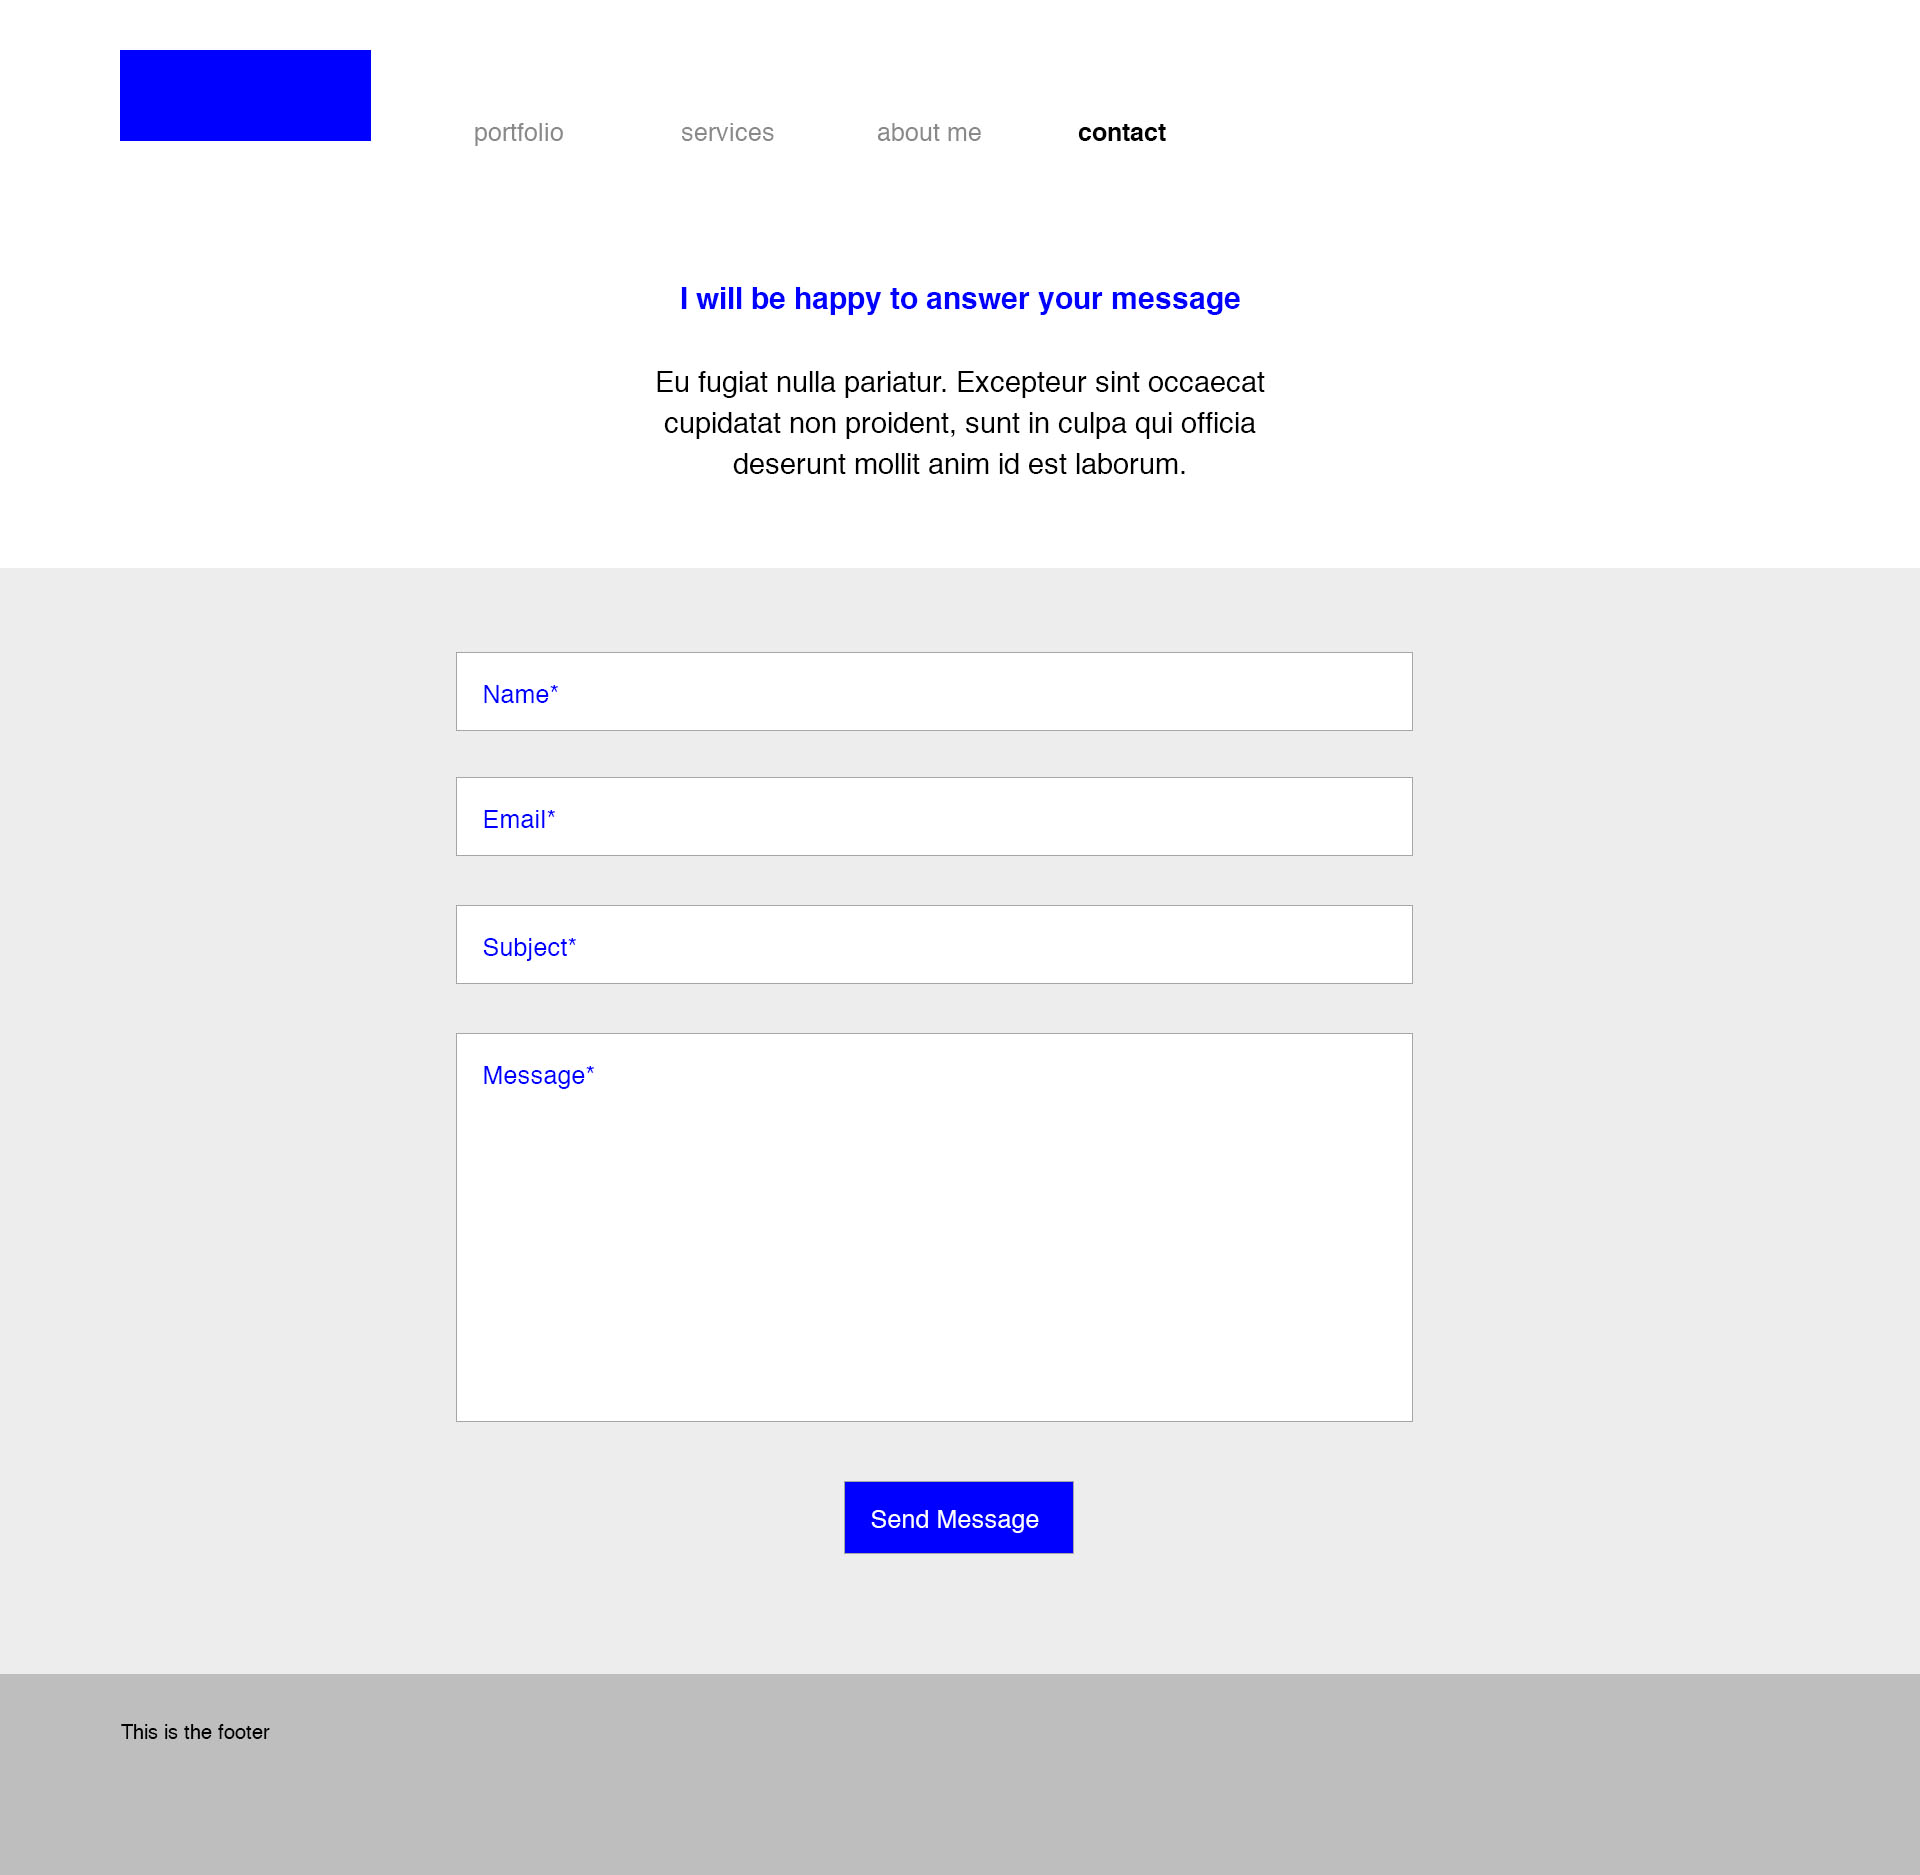 portfolio services about me contact
I will be happy to answer your message
Eu fugiat nulla pariatur. Excepteur sint occaecat
cupidatat non proident, sunt in culpa qui officia
deserunt mollit anim id est laborum.
Name*
Email*
Subject*
Message*
Send Message
This is the footer